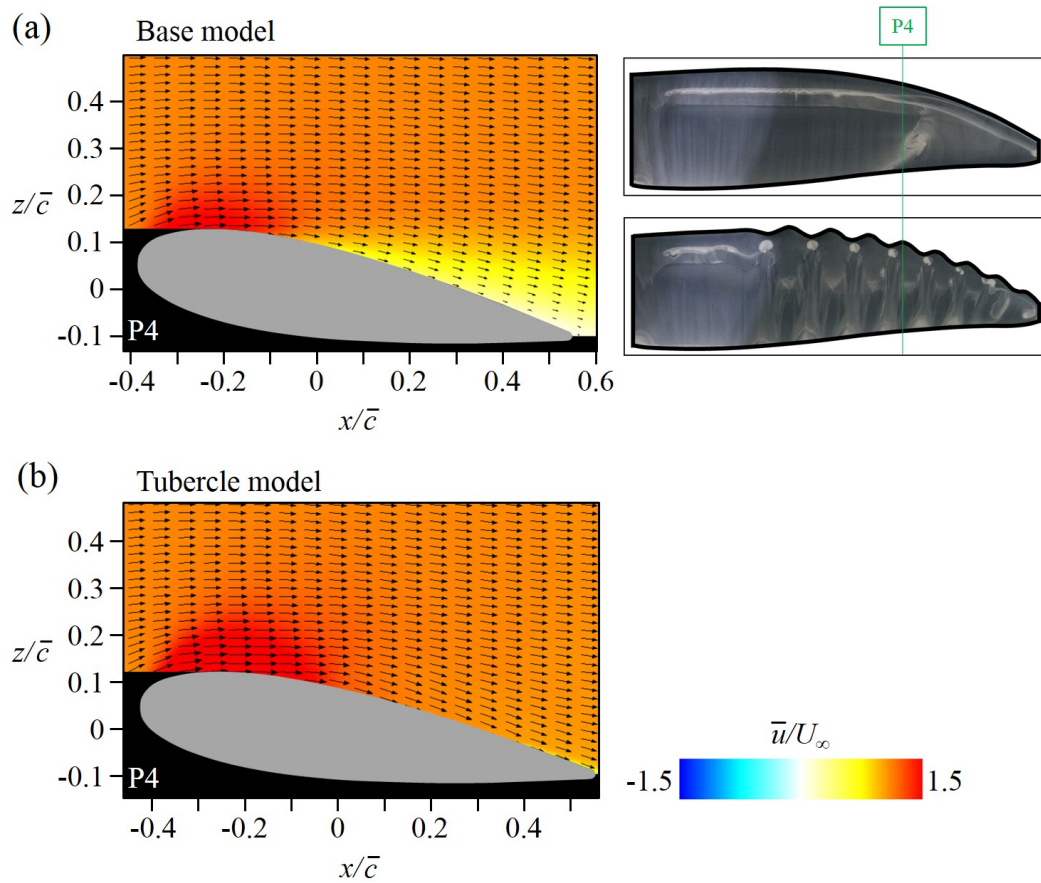 (a)
Base model
P4
0.4
0.3
0.2
z/c̄
0.1
0
-0.1
P4
-0.4 -0.2 0 0.2 0.4 0.6
x/c̄
(b)
Tubercle model
0.4
0.3
0.2
z/c̄
0.1
0
-0.1
P4
-0.4 -0.2 0 0.2 0.4
x/c̄
u̅/U∞
-1.5 1.5